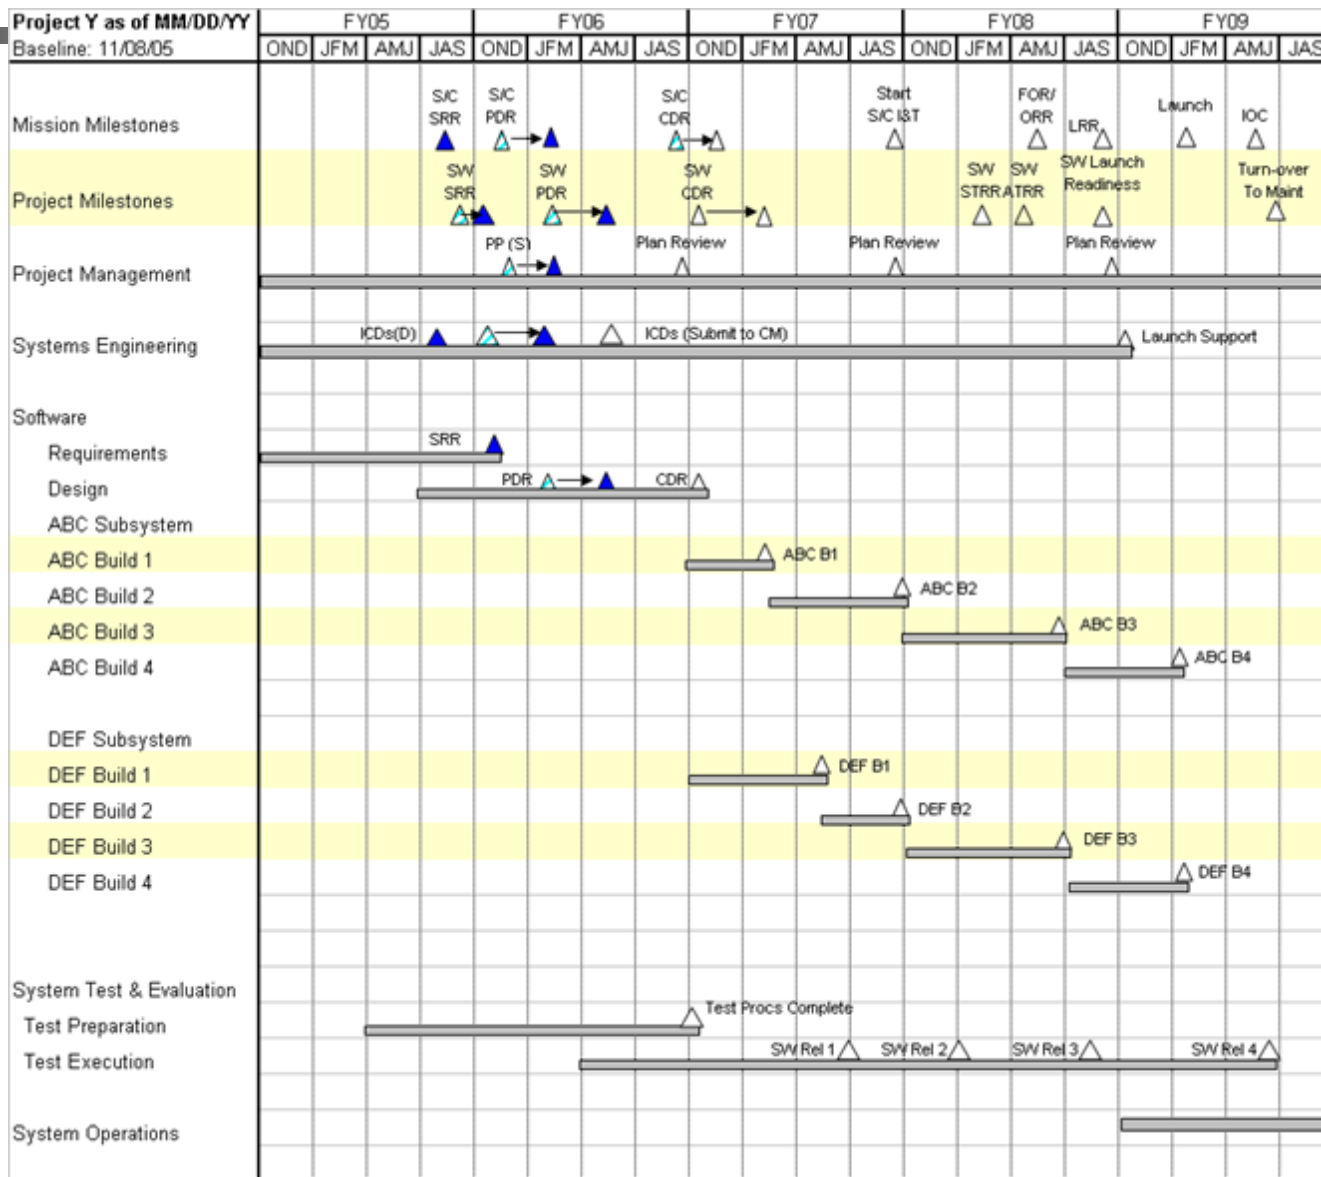 Project Y as of MM/DD/YY FY05 FY06 FY07 FY08 FY09
Baseline: 11/08/05 OND JFM AMJ JAS OND JFM AMJ JAS OND JFM AMJ JAS OND JFM AMJ JAS OND JFM AMJ JAS
S/C S/C S/C Start FOR/
SRR PDR CDR S/C I&T ORR LRR Launch IOC
Mission Milestones
SW SW SW SW SW SW Launch Turn-over
SRR PDR CDR STRR ATRR Readiness To Maint
Project Milestones
PP (S) Plan Review Plan Review Plan Review
Project Management
ICDs(D) ICDs (Submit to CM) Launch Support
Systems Engineering
Software
SRR
Requirements
PDR CDR
Design
ABC Subsystem
ABC Build 1 ABC B1
ABC Build 2 ABC B2
ABC Build 3 ABC B3
ABC Build 4 ABC B4
DEF Subsystem
DEF Build 1 DEF B1
DEF Build 2 DEF B2
DEF Build 3 DEF B3
DEF Build 4 DEF B4
System Test & Evaluation
Test Procs Complete
Test Preparation
SW Rel 1 SW Rel 2 SW Rel 3 SW Rel 4
Test Execution
System Operations